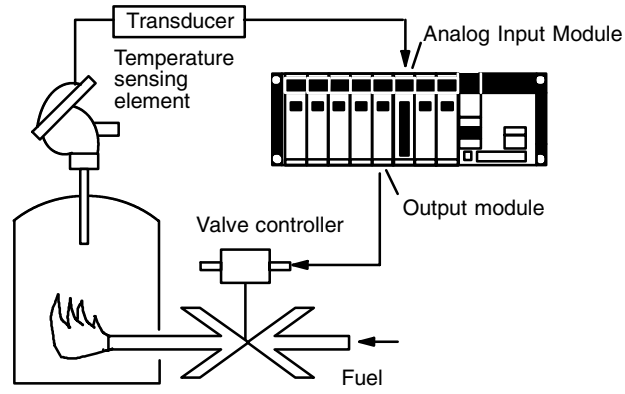 Transducer
Analog Input Module
Temperature
sensing
element
Output module
Valve controller
Fuel